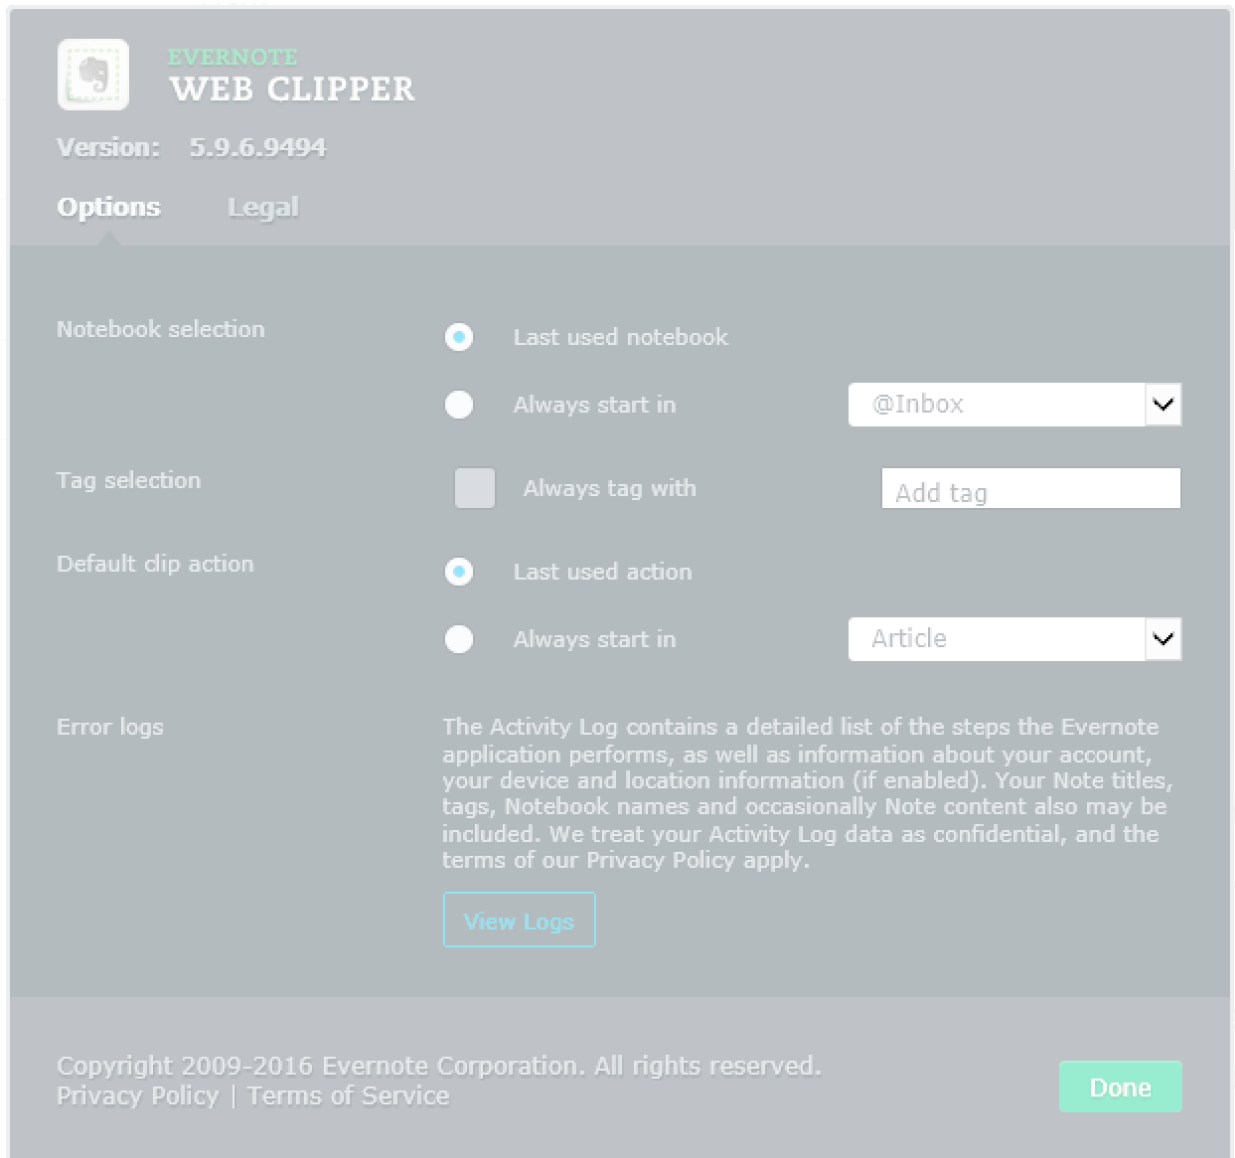 EVERNOTE
WEB CLIPPER
Version: 5.9.6.9494
Options Legal
Notebook selection
Last used notebook
Always start in @Inbox
Tag selection
Always tag with Add tag
Default clip action
Last used action
Always start in Article
Error logs
The Activity Log contains a detailed list of the steps the Evernote
application performs, as well as information about your account,
your device and location information (if enabled). Your Note titles,
tags, Notebook names and occasionally Note content also may be
included. We treat your Activity Log data as confidential, and the
terms of our Privacy Policy apply.
View Logs
Copyright 2009-2016 Evernote Corporation. All rights reserved.
Privacy Policy | Terms of Service
Done